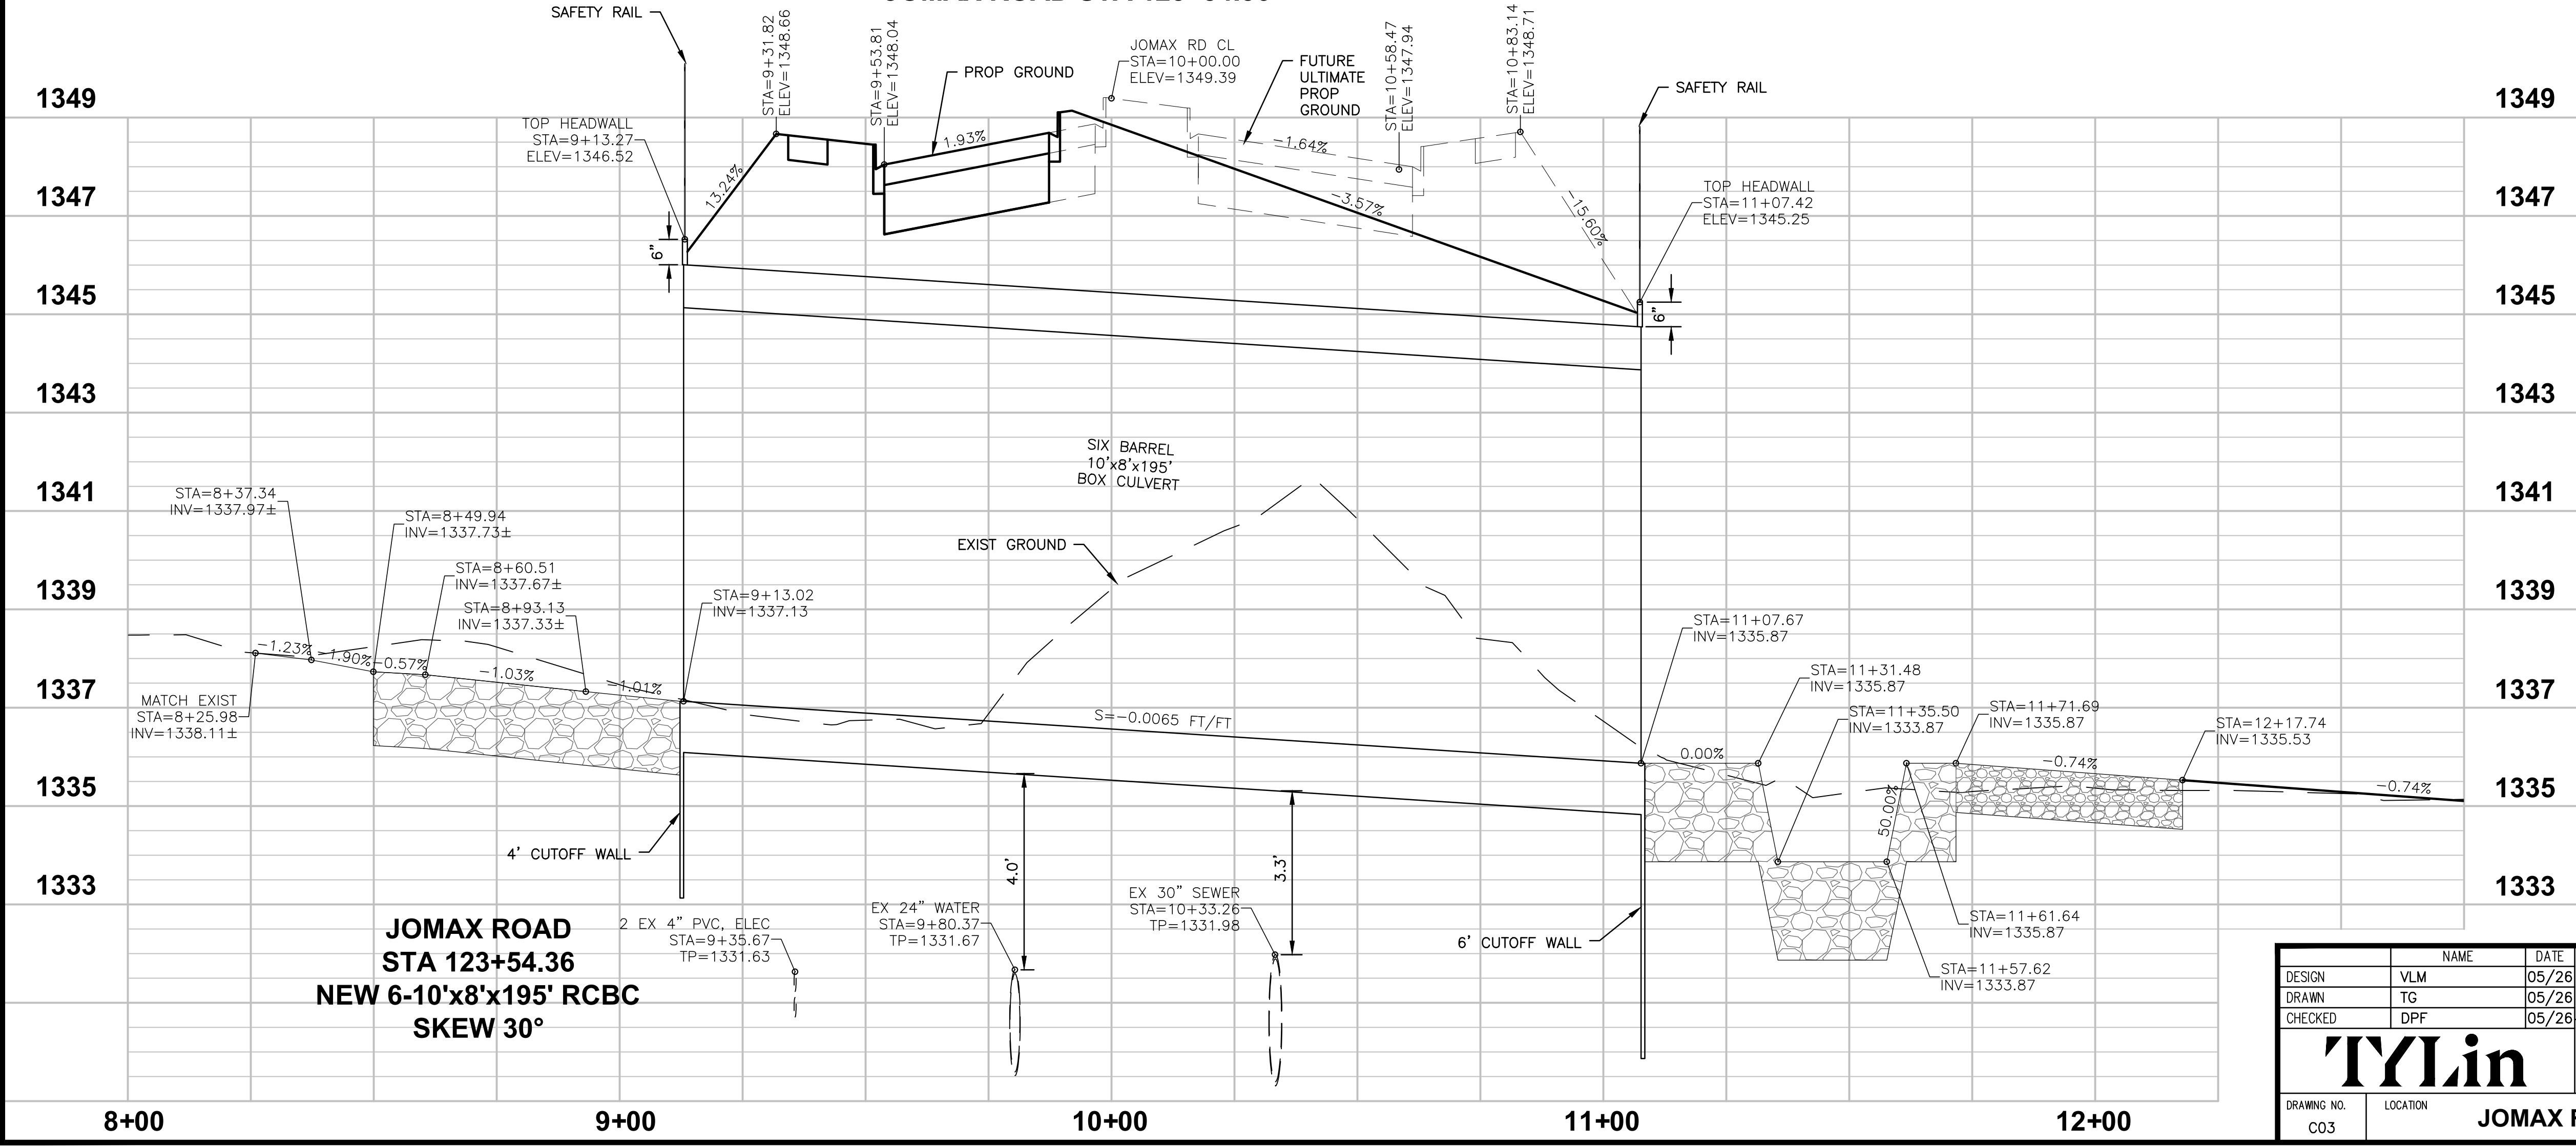 SAFETY RAIL
STA=9+31.82
ELEV=1348.66
STA=9+53.81
ELEV=1348.04
PROP GROUND
JOMAX RD CL
STA=10+00.00
ELEV=1349.39
FUTURE
ULTIMATE
PROP
GROUND
STA=10+58.47
ELEV=1347.94
STA=10+83.14
ELEV=1348.71
SAFETY RAIL
1349
1349
TOP HEADWALL
STA=9+13.27
ELEV=1346.52
13.24%
1.93%
-1.64%
-3.57%
-15.60%
TOP HEADWALL
STA=11+07.42
ELEV=1345.25
1347
1347
6"
6"
1345
1345
1343
1343
SIX BARREL
10'x8'x195'
BOX CULVERT
1341
1341
STA=8+37.34
INV=1337.97±
STA=8+49.94
INV=1337.73±
EXIST GROUND
STA=8+60.51
INV=1337.67±
1339
1339
STA=8+93.13
INV=1337.33±
STA=9+13.02
INV=1337.13
STA=11+07.67
INV=1335.87
-1.23%
-1.90%
-0.57%
-1.03%
-1.01%
STA=11+31.48
INV=1335.87
1337
1337
MATCH EXIST
STA=8+25.98
INV=1338.11±
S=-0.0065 FT/FT
STA=11+35.50
INV=1333.87
STA=11+71.69
INV=1335.87
STA=12+17.74
INV=1335.53
0.00%
-0.74%
-0.74%
1335
1335
50.00%
4' CUTOFF WALL
4.0'
3.3'
1333
1333
2 EX 4" PVC, ELEC
STA=9+35.67
TP=1331.63
EX 24" WATER
STA=9+80.37
TP=1331.67
EX 30" SEWER
STA=10+33.26
TP=1331.98
6' CUTOFF WALL
STA=11+61.64
INV=1335.87
STA=11+57.62
INV=1333.87
JOMAX ROAD
STA 123+54.36
NEW 6-10'x8'x195' RCBC
SKEW 30°
NAME DATE
DESIGN VLM 05/26
DRAWN TG 05/26
CHECKED DPF 05/26
TYLin
DRAWING NO. LOCATION
C03 JOMAX
8+00 9+00 10+00 11+00 12+00